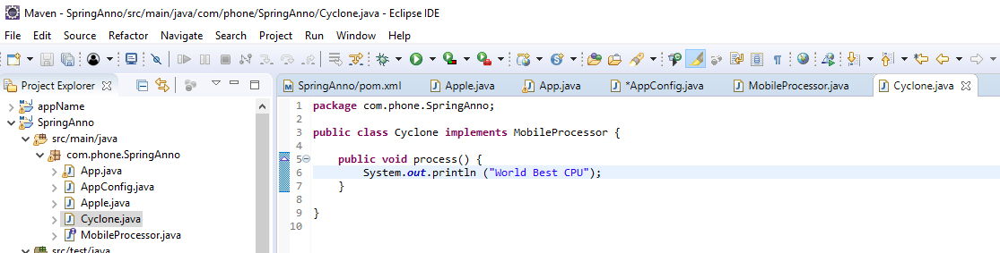 Maven - SpringAnno/src/main/java/com/phone/SpringAnno/Cyclone.java - Eclipse IDE
File Edit Source Refactor Navigate Search Project Run Window Help
Project Explorer
appName
SpringAnno
src/main/java
com.phone.SpringAnno
App.java
AppConfig.java
Apple.java
Cyclone.java
MobileProcessor.java
src/test/java
SpringAnno/pom.xml Apple.java App.java *AppConfig.java MobileProcessor.java Cyclone.java
1 package com.phone.SpringAnno;
2
3 public class Cyclone implements MobileProcessor {
4
5 public void process() {
6 System.out.println ("World Best CPU");
7 }
8
9 }
10